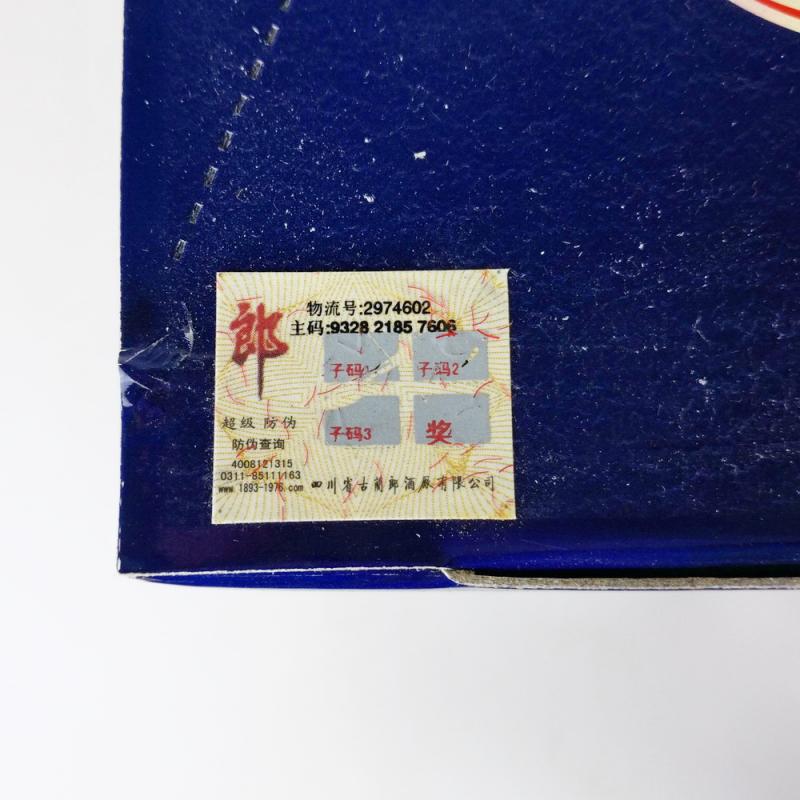 郎
物流号:2974602
主码:9328 2185 7606
子码1
子码2
子码3
奖
超级 防伪
防伪查询
4008121315
0311-85111163
www.1893-1976.com
四川省古蔺郎酒厂有限公司